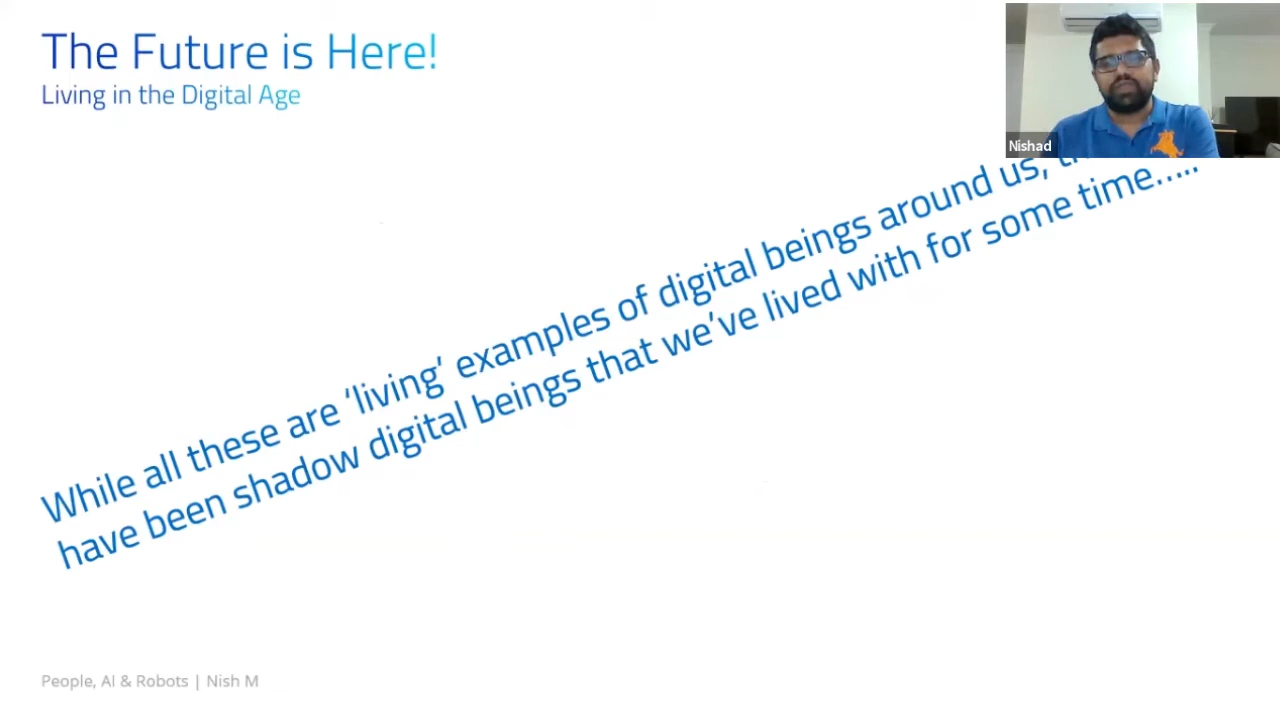 The Future is Here!
Living in the Digital Age
Nishad
While all these are ‘living’ examples of digital beings around us,
have been shadow digital beings that we’ve lived with for some time.....
People, AI & Robots | Nish M